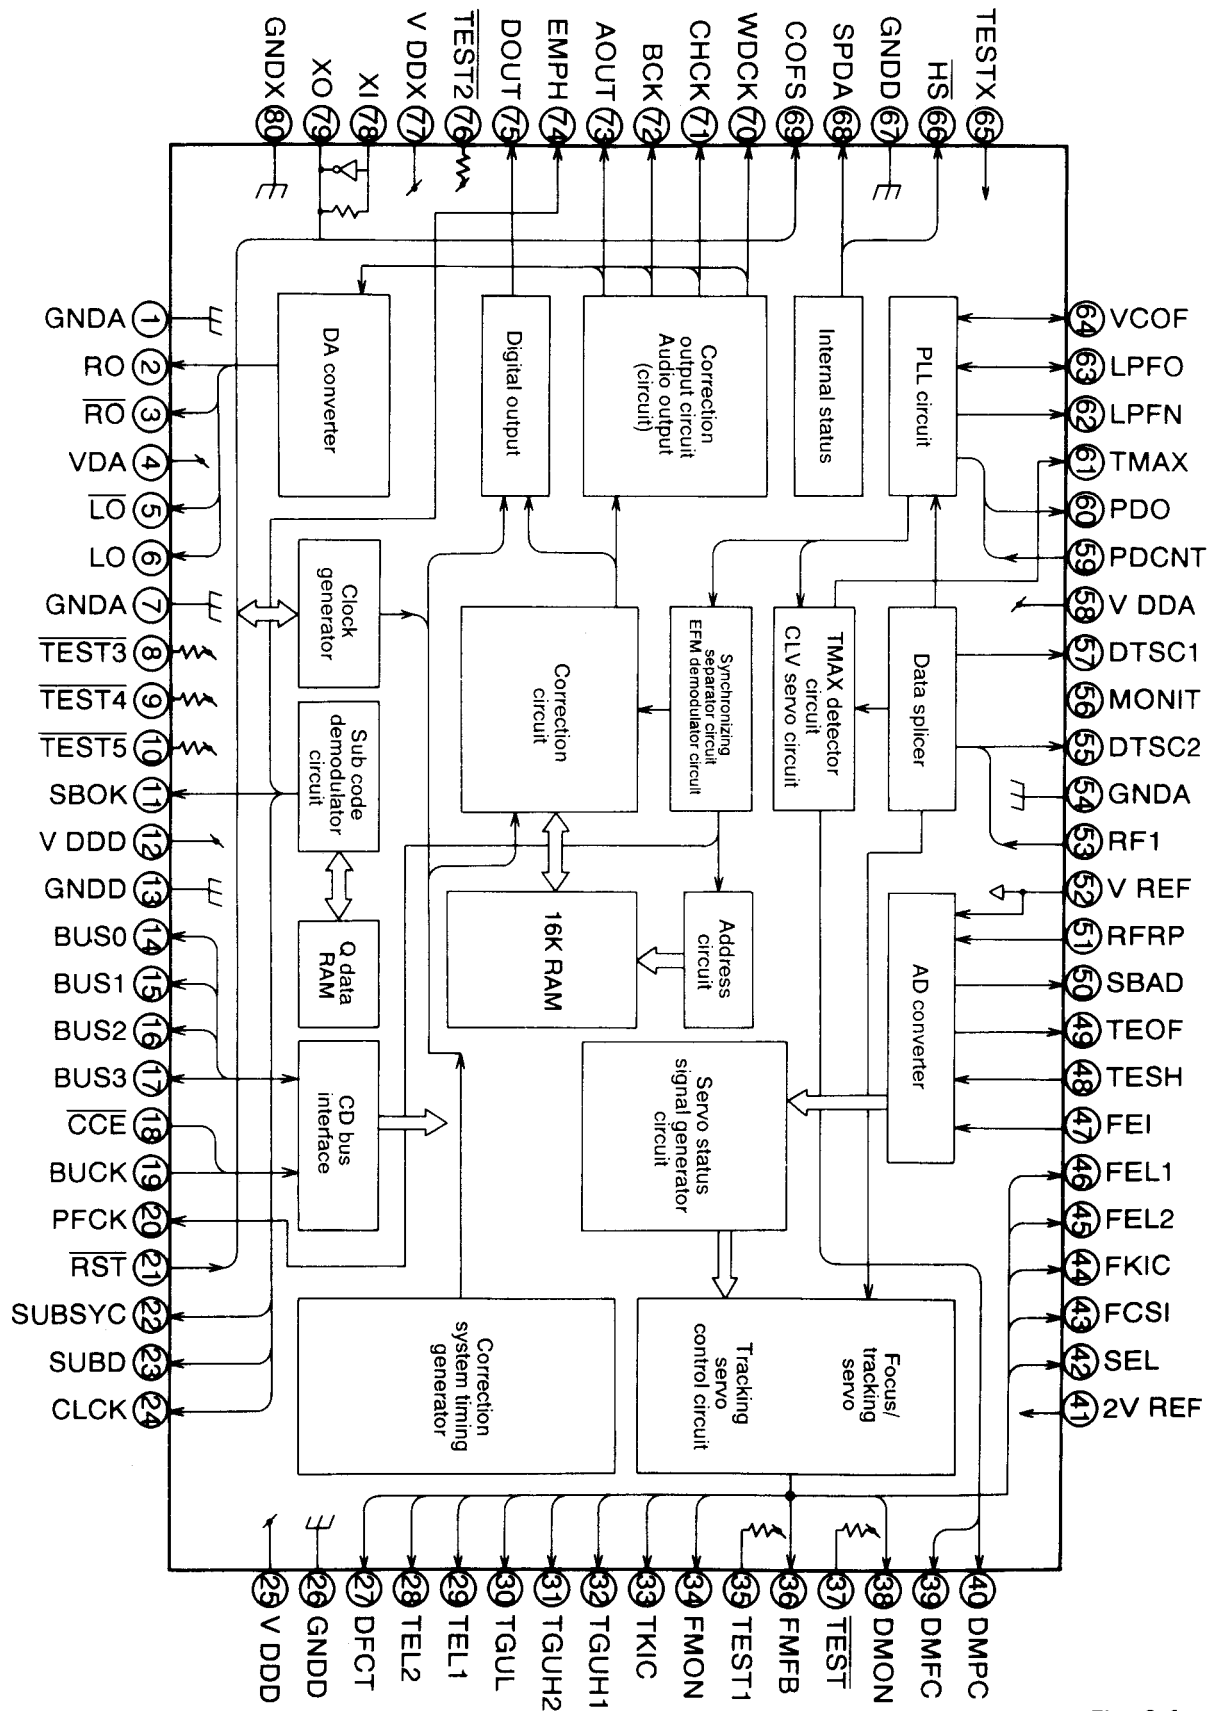 GNDX 80
XO 79
XI 78
V DDX 77
TEST2 76
DOUT 75
EMPH 74
AOUT 73
BCK 72
CHCK 71
WDCK 70
COFS 69
SPDA 68
GNDD 67
HS 66
TESTX 65
GNDA 1
RO 2
RO 3
VDA 4
LO 5
LO 6
GNDA 7
TEST3 8
TEST4 9
TEST5 10
SBOK 11
V DDD 12
GNDD 13
BUS0 14
BUS1 15
BUS2 16
BUS3 17
CCE 18
BUCK 19
PFCK 20
RST 21
SUBSYC 22
SUBD 23
CLCK 24
DA converter
Digital output
Correction
output circuit
Audio output
(circuit)
Internal status
PLL circuit
Clock
generator
Correction
circuit
Synchronizing
separator circuit
EFM demodulator circuit
TMAX detector
circuit
CLV servo circuit
Data splicer
Sub code
demodulator
circuit
Q data
RAM
16K RAM
Address
circuit
AD converter
CD bus
interface
Servo status
signal generator
circuit
Correction
system timing
generator
Tracking
servo
control circuit
Focus/
tracking
servo
64 VCOF
63 LPFO
62 LPFN
61 TMAX
60 PDO
59 PDCNT
58 V DDA
57 DTSC1
56 MONIT
55 DTSC2
54 GNDA
53 RF1
52 V REF
51 RFRP
50 SBAD
49 TEOF
48 TESH
47 FEI
46 FEL1
45 FEL2
44 FKIC
43 FCSI
42 SEL
41 2V REF
25 V DDD
26 GNDD
27 DFCT
28 TEL2
29 TEL1
30 TGUL
31 TGUH2
32 TGUH1
33 TKIC
34 FMON
35 TEST1
36 FMFB
37 TEST
38 DMON
39 DMFC
40 DMPC